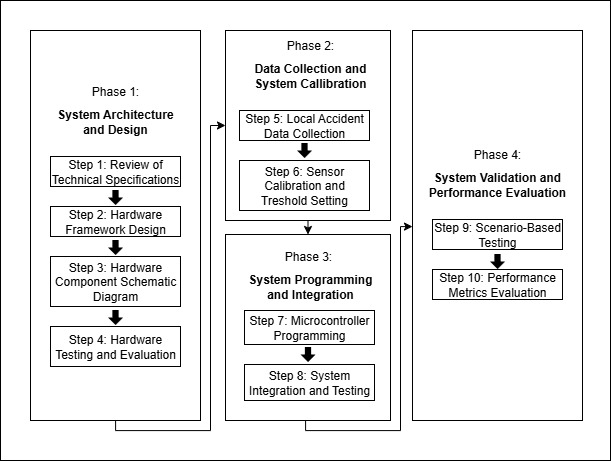 Phase 1:
System Architecture
and Design
Step 1: Review of
Technical Specifications
Step 2: Hardware
Framework Design
Step 3: Hardware
Component Schematic
Diagram
Step 4: Hardware
Testing and Evaluation
Phase 2:
Data Collection and
System Callibration
Step 5: Local Accident
Data Collection
Step 6: Sensor
Calibration and
Treshold Setting
Phase 3:
System Programming
and Integration
Step 7: Microcontroller
Programming
Step 8: System
Integration and Testing
Phase 4:
System Validation and
Performance Evaluation
Step 9: Scenario-Based
Testing
Step 10: Performance
Metrics Evaluation